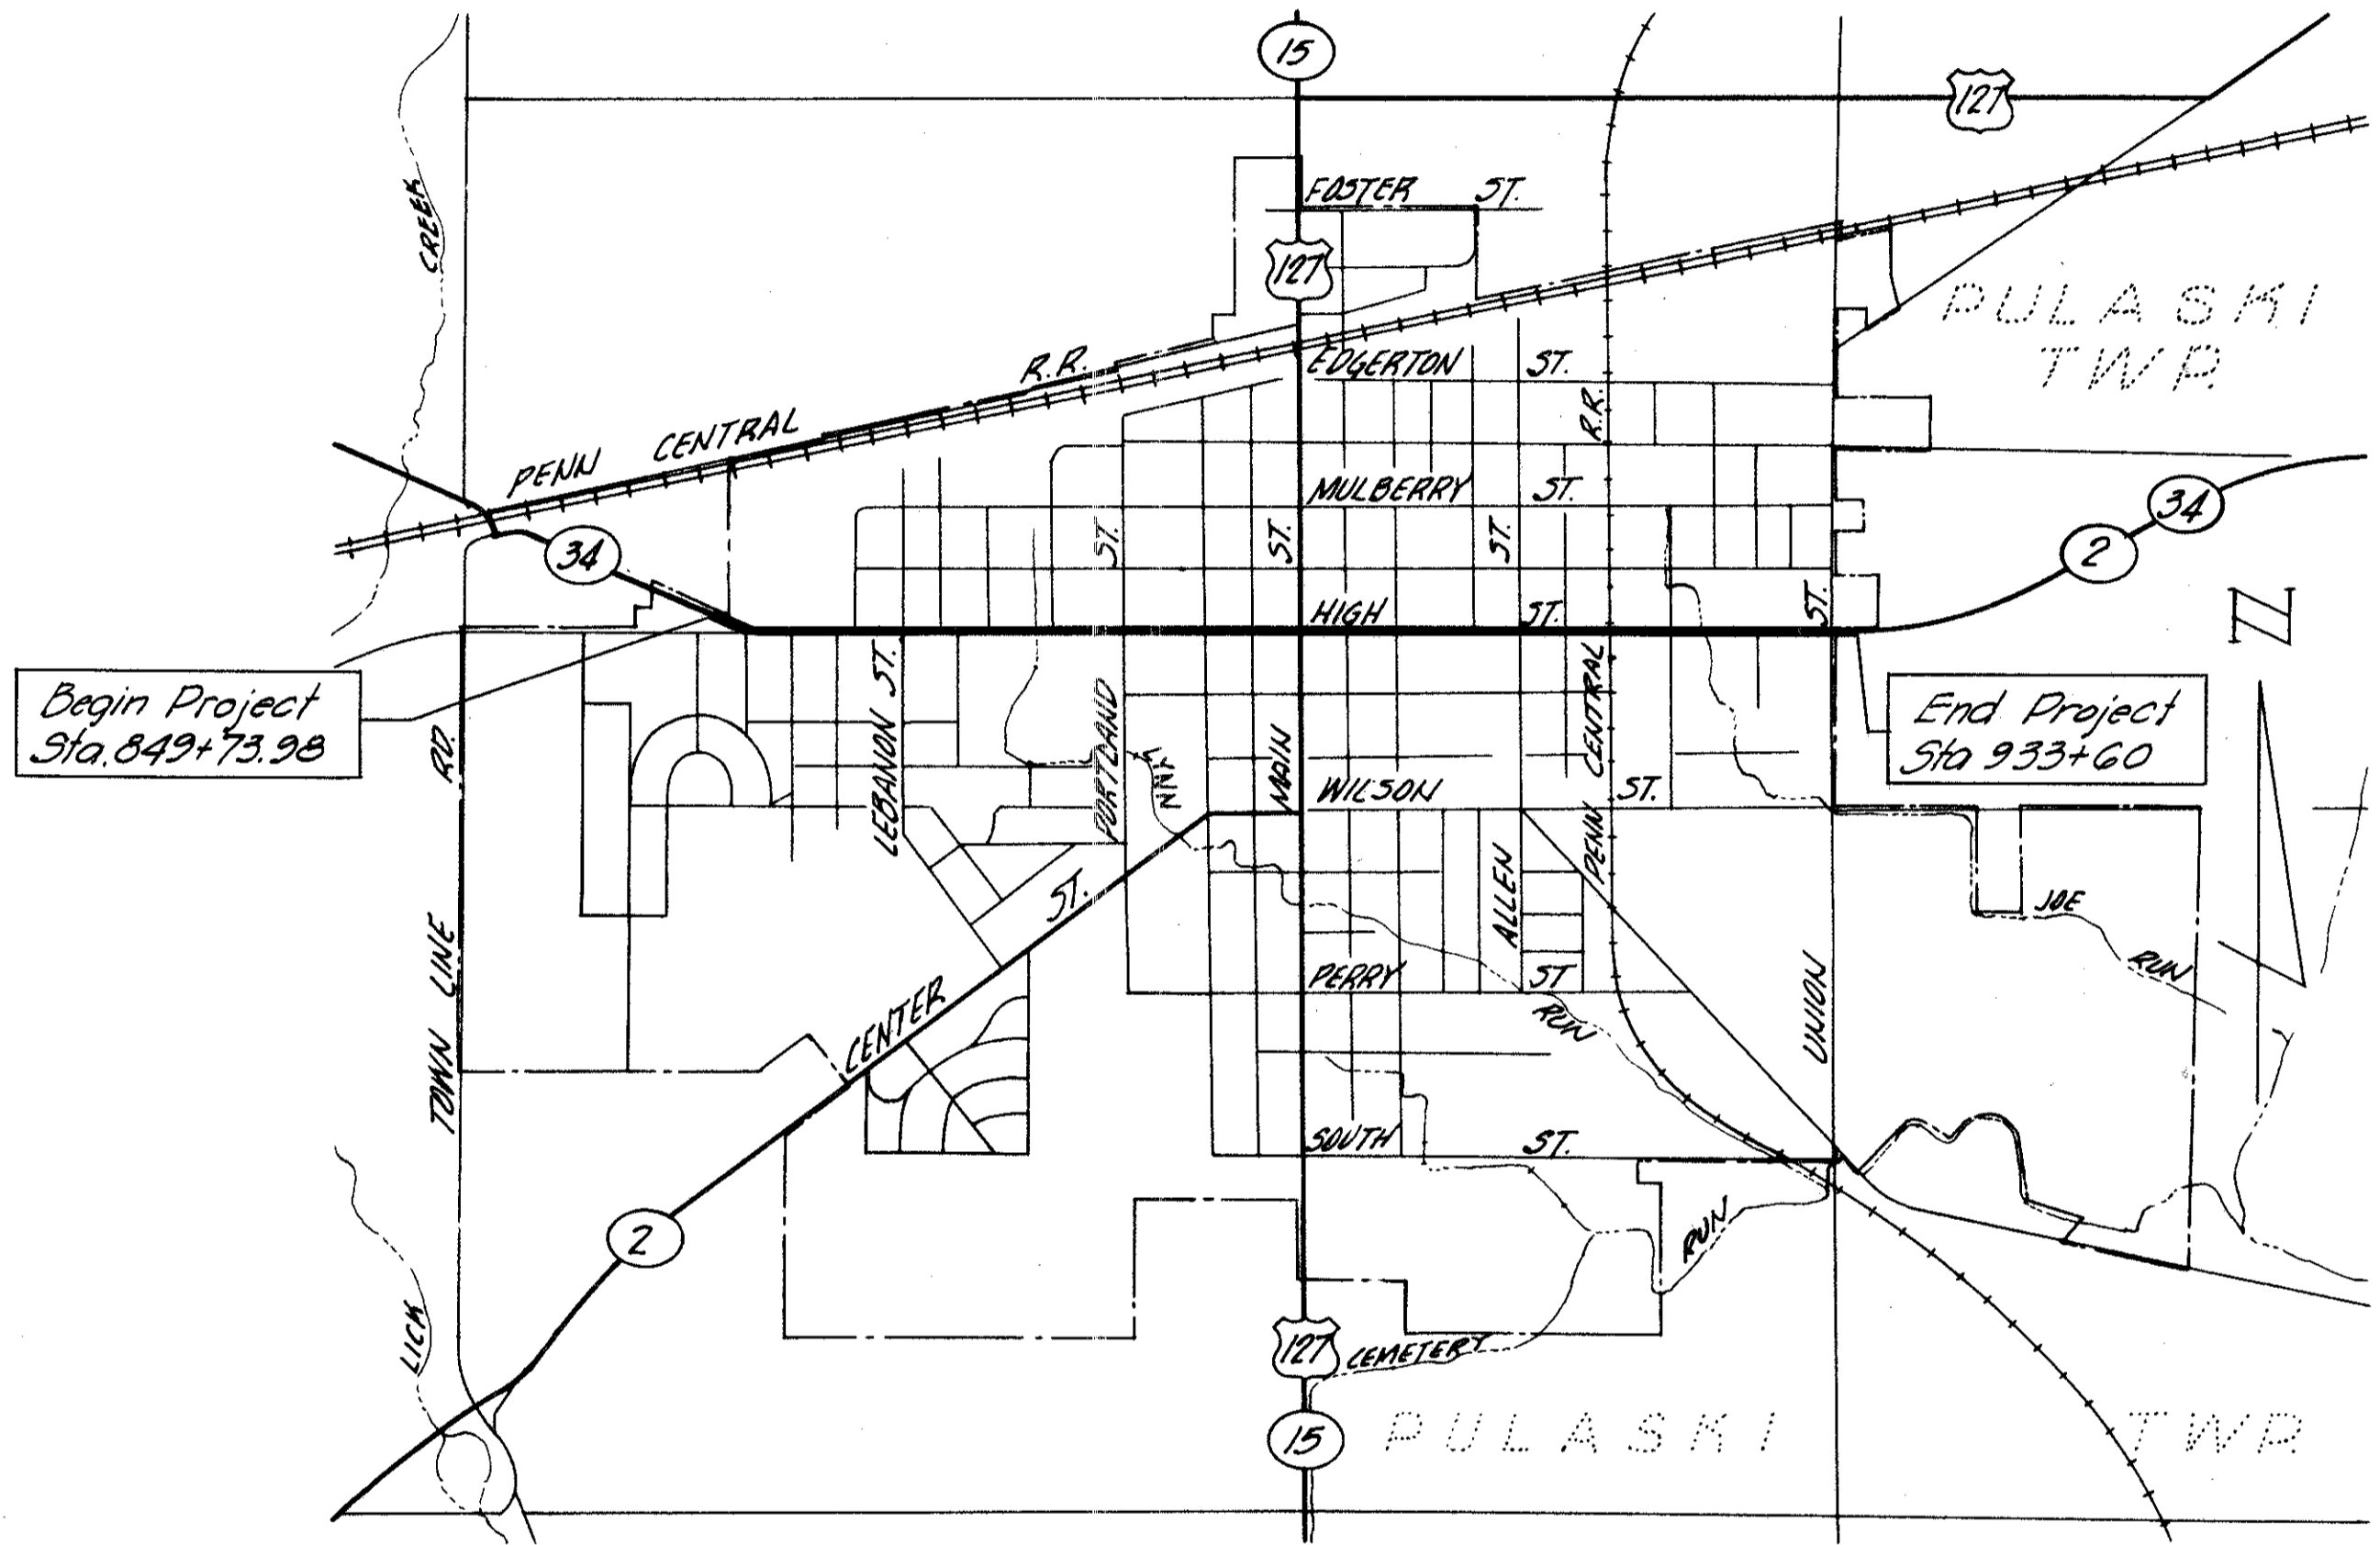 15
127
CREEK
FOSTER ST.
127
PULASKI
TWP.
R.R.
EDGERTON ST.
PENN CENTRAL
R.R.
MULBERRY ST.
34
34
2
ST.
ST.
ST.
HIGH ST.
ST.
N
Begin Project
Sta. 849+73.98
End Project
Sta 933+60
LEBANON ST.
PORTLAND
MAIN
PENN CENTRAL
RD.
WILSON ST.
ST.
ALLEN
JOE
RUN
TOWN LINE
CENTER
PERRY ST
RUN
UNION
SOUTH ST.
2
RUN
LICK
127
CEMETERY
15
PULASKI TWP.